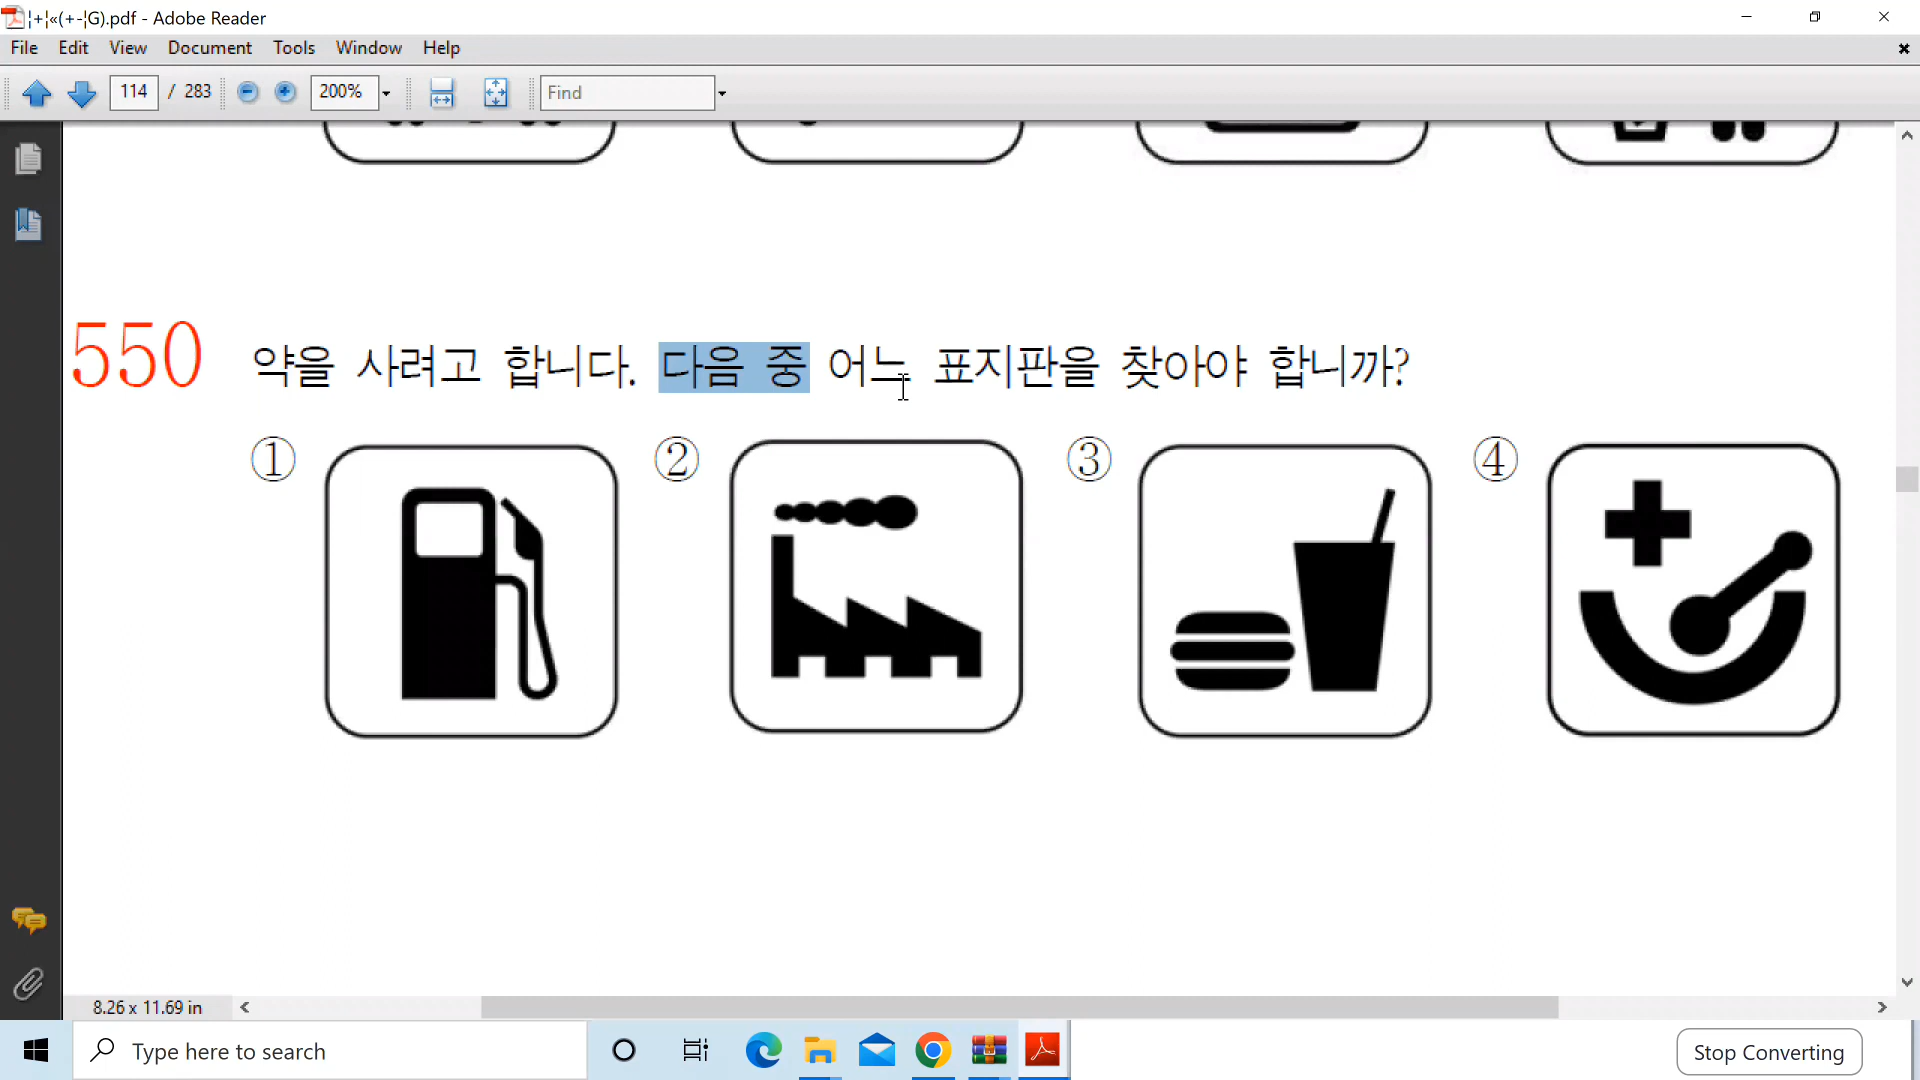 ¦+¦«(+-¦G).pdf - Adobe Reader
File Edit View Document Tools Window Help
114 / 283 200% Find
550 약을 사려고 합니다. 다음 중 어느 표지판을 찾아야 합니까?
① ② ③ ④
8.26 x 11.69 in
Type here to search
Stop Converting